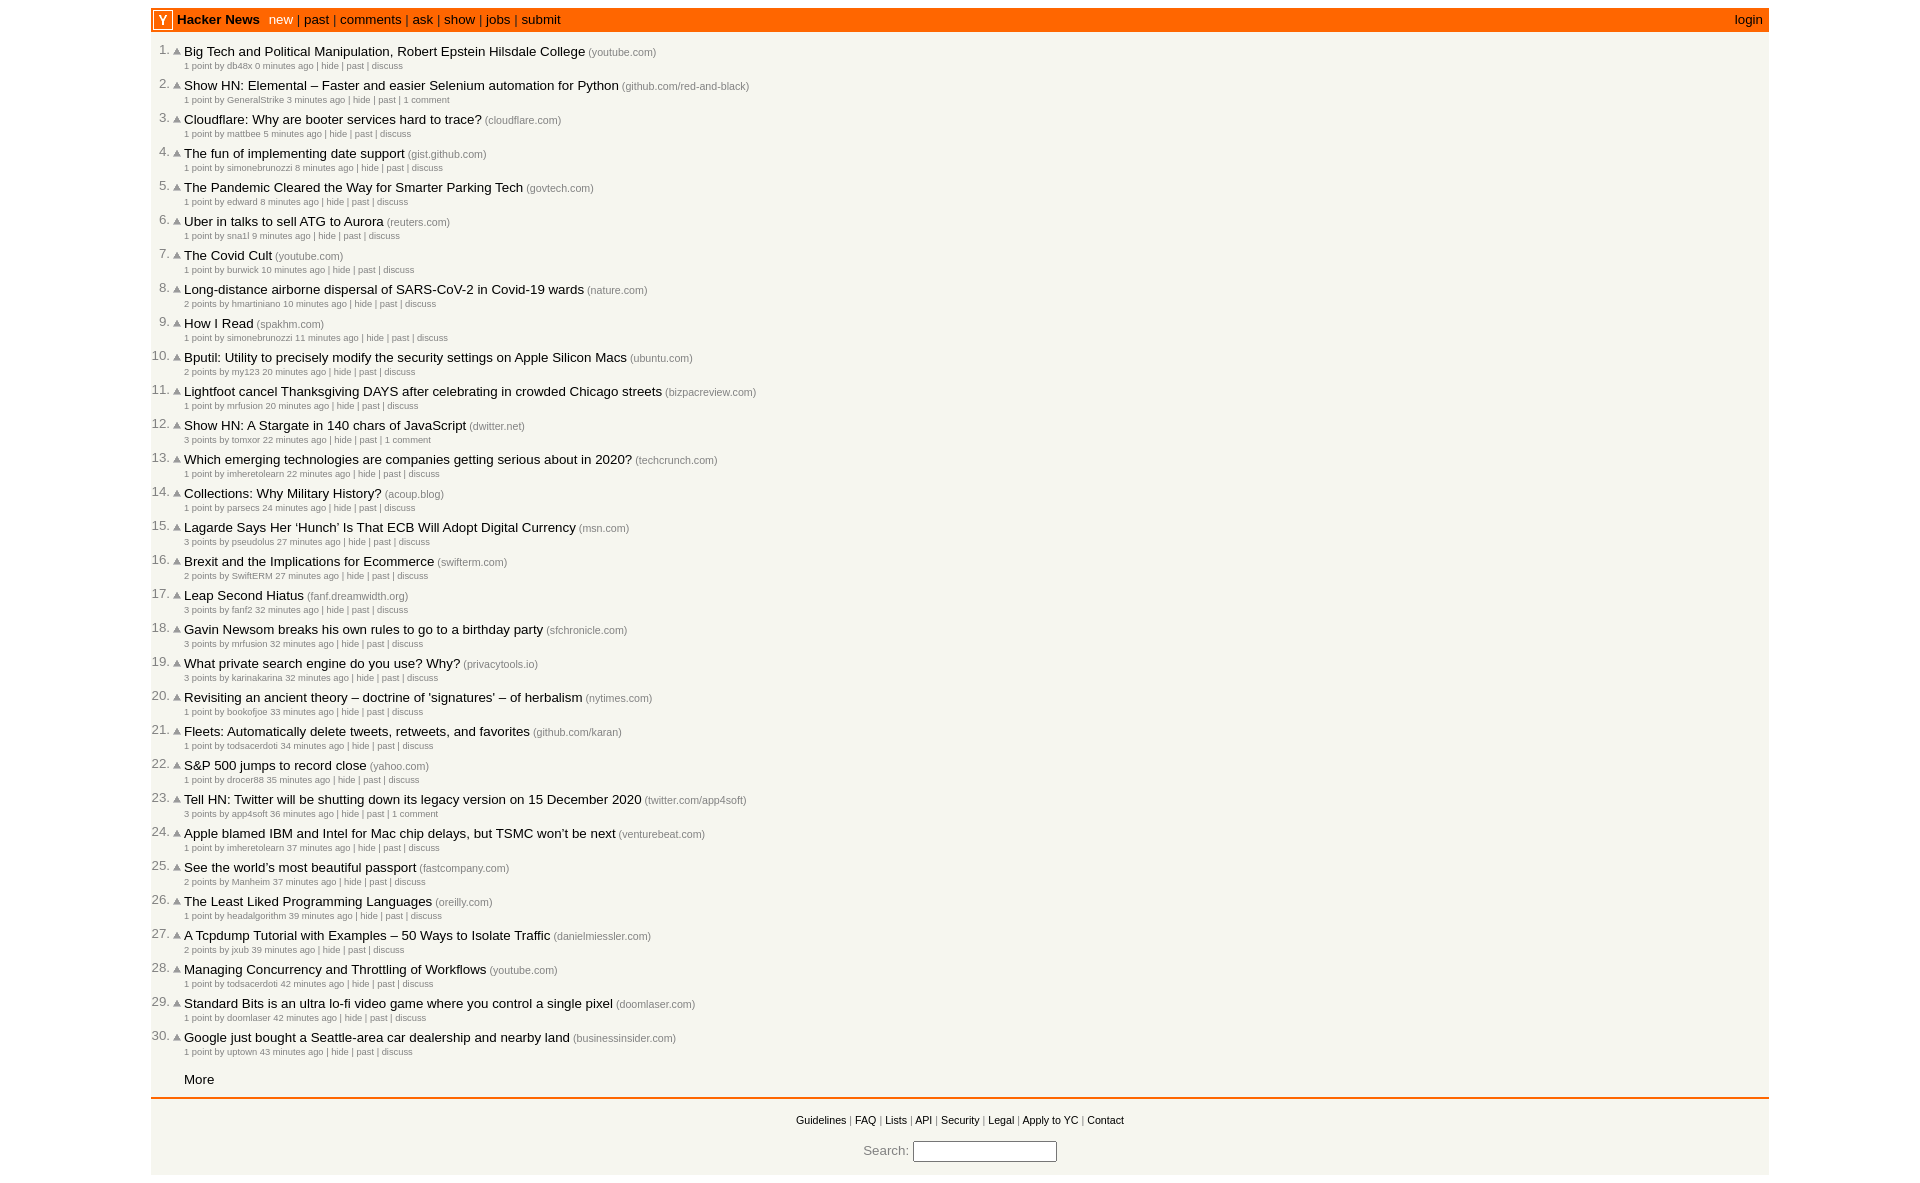 Y Hacker News new | past | comments | ask | show | jobs | submit login
1. Big Tech and Political Manipulation, Robert Epstein Hilsdale College (youtube.com)
1 point by db48x 0 minutes ago | hide | past | discuss
2. Show HN: Elemental – Faster and easier Selenium automation for Python (github.com/red-and-black)
1 point by GeneralStrike 3 minutes ago | hide | past | 1 comment
3. Cloudflare: Why are booter services hard to trace? (cloudflare.com)
1 point by mattbee 5 minutes ago | hide | past | discuss
4. The fun of implementing date support (gist.github.com)
1 point by simonebrunozzi 8 minutes ago | hide | past | discuss
5. The Pandemic Cleared the Way for Smarter Parking Tech (govtech.com)
1 point by edward 8 minutes ago | hide | past | discuss
6. Uber in talks to sell ATG to Aurora (reuters.com)
1 point by sna1l 9 minutes ago | hide | past | discuss
7. The Covid Cult (youtube.com)
1 point by burwick 10 minutes ago | hide | past | discuss
8. Long-distance airborne dispersal of SARS-CoV-2 in Covid-19 wards (nature.com)
2 points by hmartiniano 10 minutes ago | hide | past | discuss
9. How I Read (spakhm.com)
1 point by simonebrunozzi 11 minutes ago | hide | past | discuss
10. Bputil: Utility to precisely modify the security settings on Apple Silicon Macs (ubuntu.com)
2 points by my123 20 minutes ago | hide | past | discuss
11. Lightfoot cancel Thanksgiving DAYS after celebrating in crowded Chicago streets (bizpacreview.com)
1 point by mrfusion 20 minutes ago | hide | past | discuss
12. Show HN: A Stargate in 140 chars of JavaScript (dwitter.net)
3 points by tomxor 22 minutes ago | hide | past | 1 comment
13. Which emerging technologies are companies getting serious about in 2020? (techcrunch.com)
1 point by imheretolearn 22 minutes ago | hide | past | discuss
14. Collections: Why Military History? (acoup.blog)
1 point by parsecs 24 minutes ago | hide | past | discuss
15. Lagarde Says Her ‘Hunch’ Is That ECB Will Adopt Digital Currency (msn.com)
3 points by pseudolus 27 minutes ago | hide | past | discuss
16. Brexit and the Implications for Ecommerce (swifterm.com)
2 points by SwiftERM 27 minutes ago | hide | past | discuss
17. Leap Second Hiatus (fanf.dreamwidth.org)
3 points by fanf2 32 minutes ago | hide | past | discuss
18. Gavin Newsom breaks his own rules to go to a birthday party (sfchronicle.com)
3 points by mrfusion 32 minutes ago | hide | past | discuss
19. What private search engine do you use? Why? (privacytools.io)
3 points by karinakarina 32 minutes ago | hide | past | discuss
20. Revisiting an ancient theory – doctrine of 'signatures' – of herbalism (nytimes.com)
1 point by bookofjoe 33 minutes ago | hide | past | discuss
21. Fleets: Automatically delete tweets, retweets, and favorites (github.com/karan)
1 point by todsacerdoti 34 minutes ago | hide | past | discuss
22. S&P 500 jumps to record close (yahoo.com)
1 point by drocer88 35 minutes ago | hide | past | discuss
23. Tell HN: Twitter will be shutting down its legacy version on 15 December 2020 (twitter.com/app4soft)
3 points by app4soft 36 minutes ago | hide | past | 1 comment
24. Apple blamed IBM and Intel for Mac chip delays, but TSMC won’t be next (venturebeat.com)
1 point by imheretolearn 37 minutes ago | hide | past | discuss
25. See the world’s most beautiful passport (fastcompany.com)
2 points by Manheim 37 minutes ago | hide | past | discuss
26. The Least Liked Programming Languages (oreilly.com)
1 point by headalgorithm 39 minutes ago | hide | past | discuss
27. A Tcpdump Tutorial with Examples – 50 Ways to Isolate Traffic (danielmiessler.com)
2 points by jxub 39 minutes ago | hide | past | discuss
28. Managing Concurrency and Throttling of Workflows (youtube.com)
1 point by todsacerdoti 42 minutes ago | hide | past | discuss
29. Standard Bits is an ultra lo-fi video game where you control a single pixel (doomlaser.com)
1 point by doomlaser 42 minutes ago | hide | past | discuss
30. Google just bought a Seattle-area car dealership and nearby land (businessinsider.com)
1 point by uptown 43 minutes ago | hide | past | discuss
More
Guidelines | FAQ | Lists | API | Security | Legal | Apply to YC | Contact
Search: